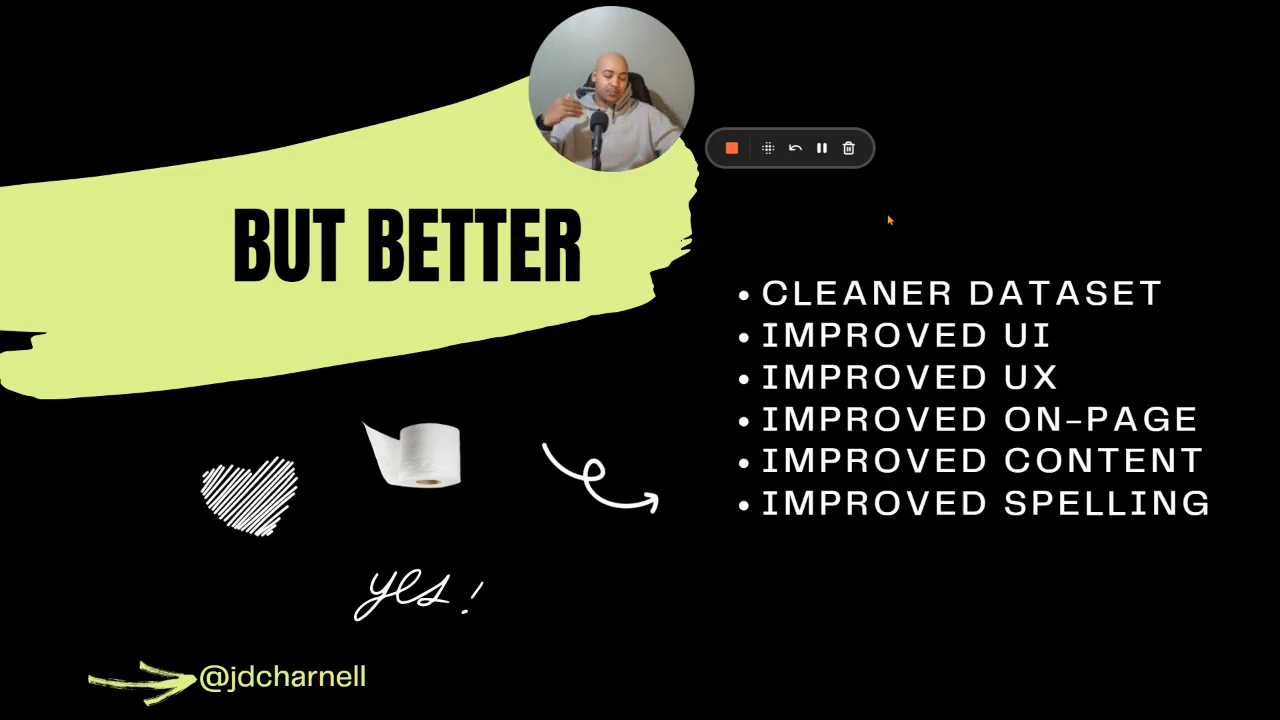 BUT BETTER
• CLEANER DATASET
• IMPROVED UI
• IMPROVED UX
• IMPROVED ON-PAGE
• IMPROVED CONTENT
• IMPROVED SPELLING
yes!
@jdcharnell